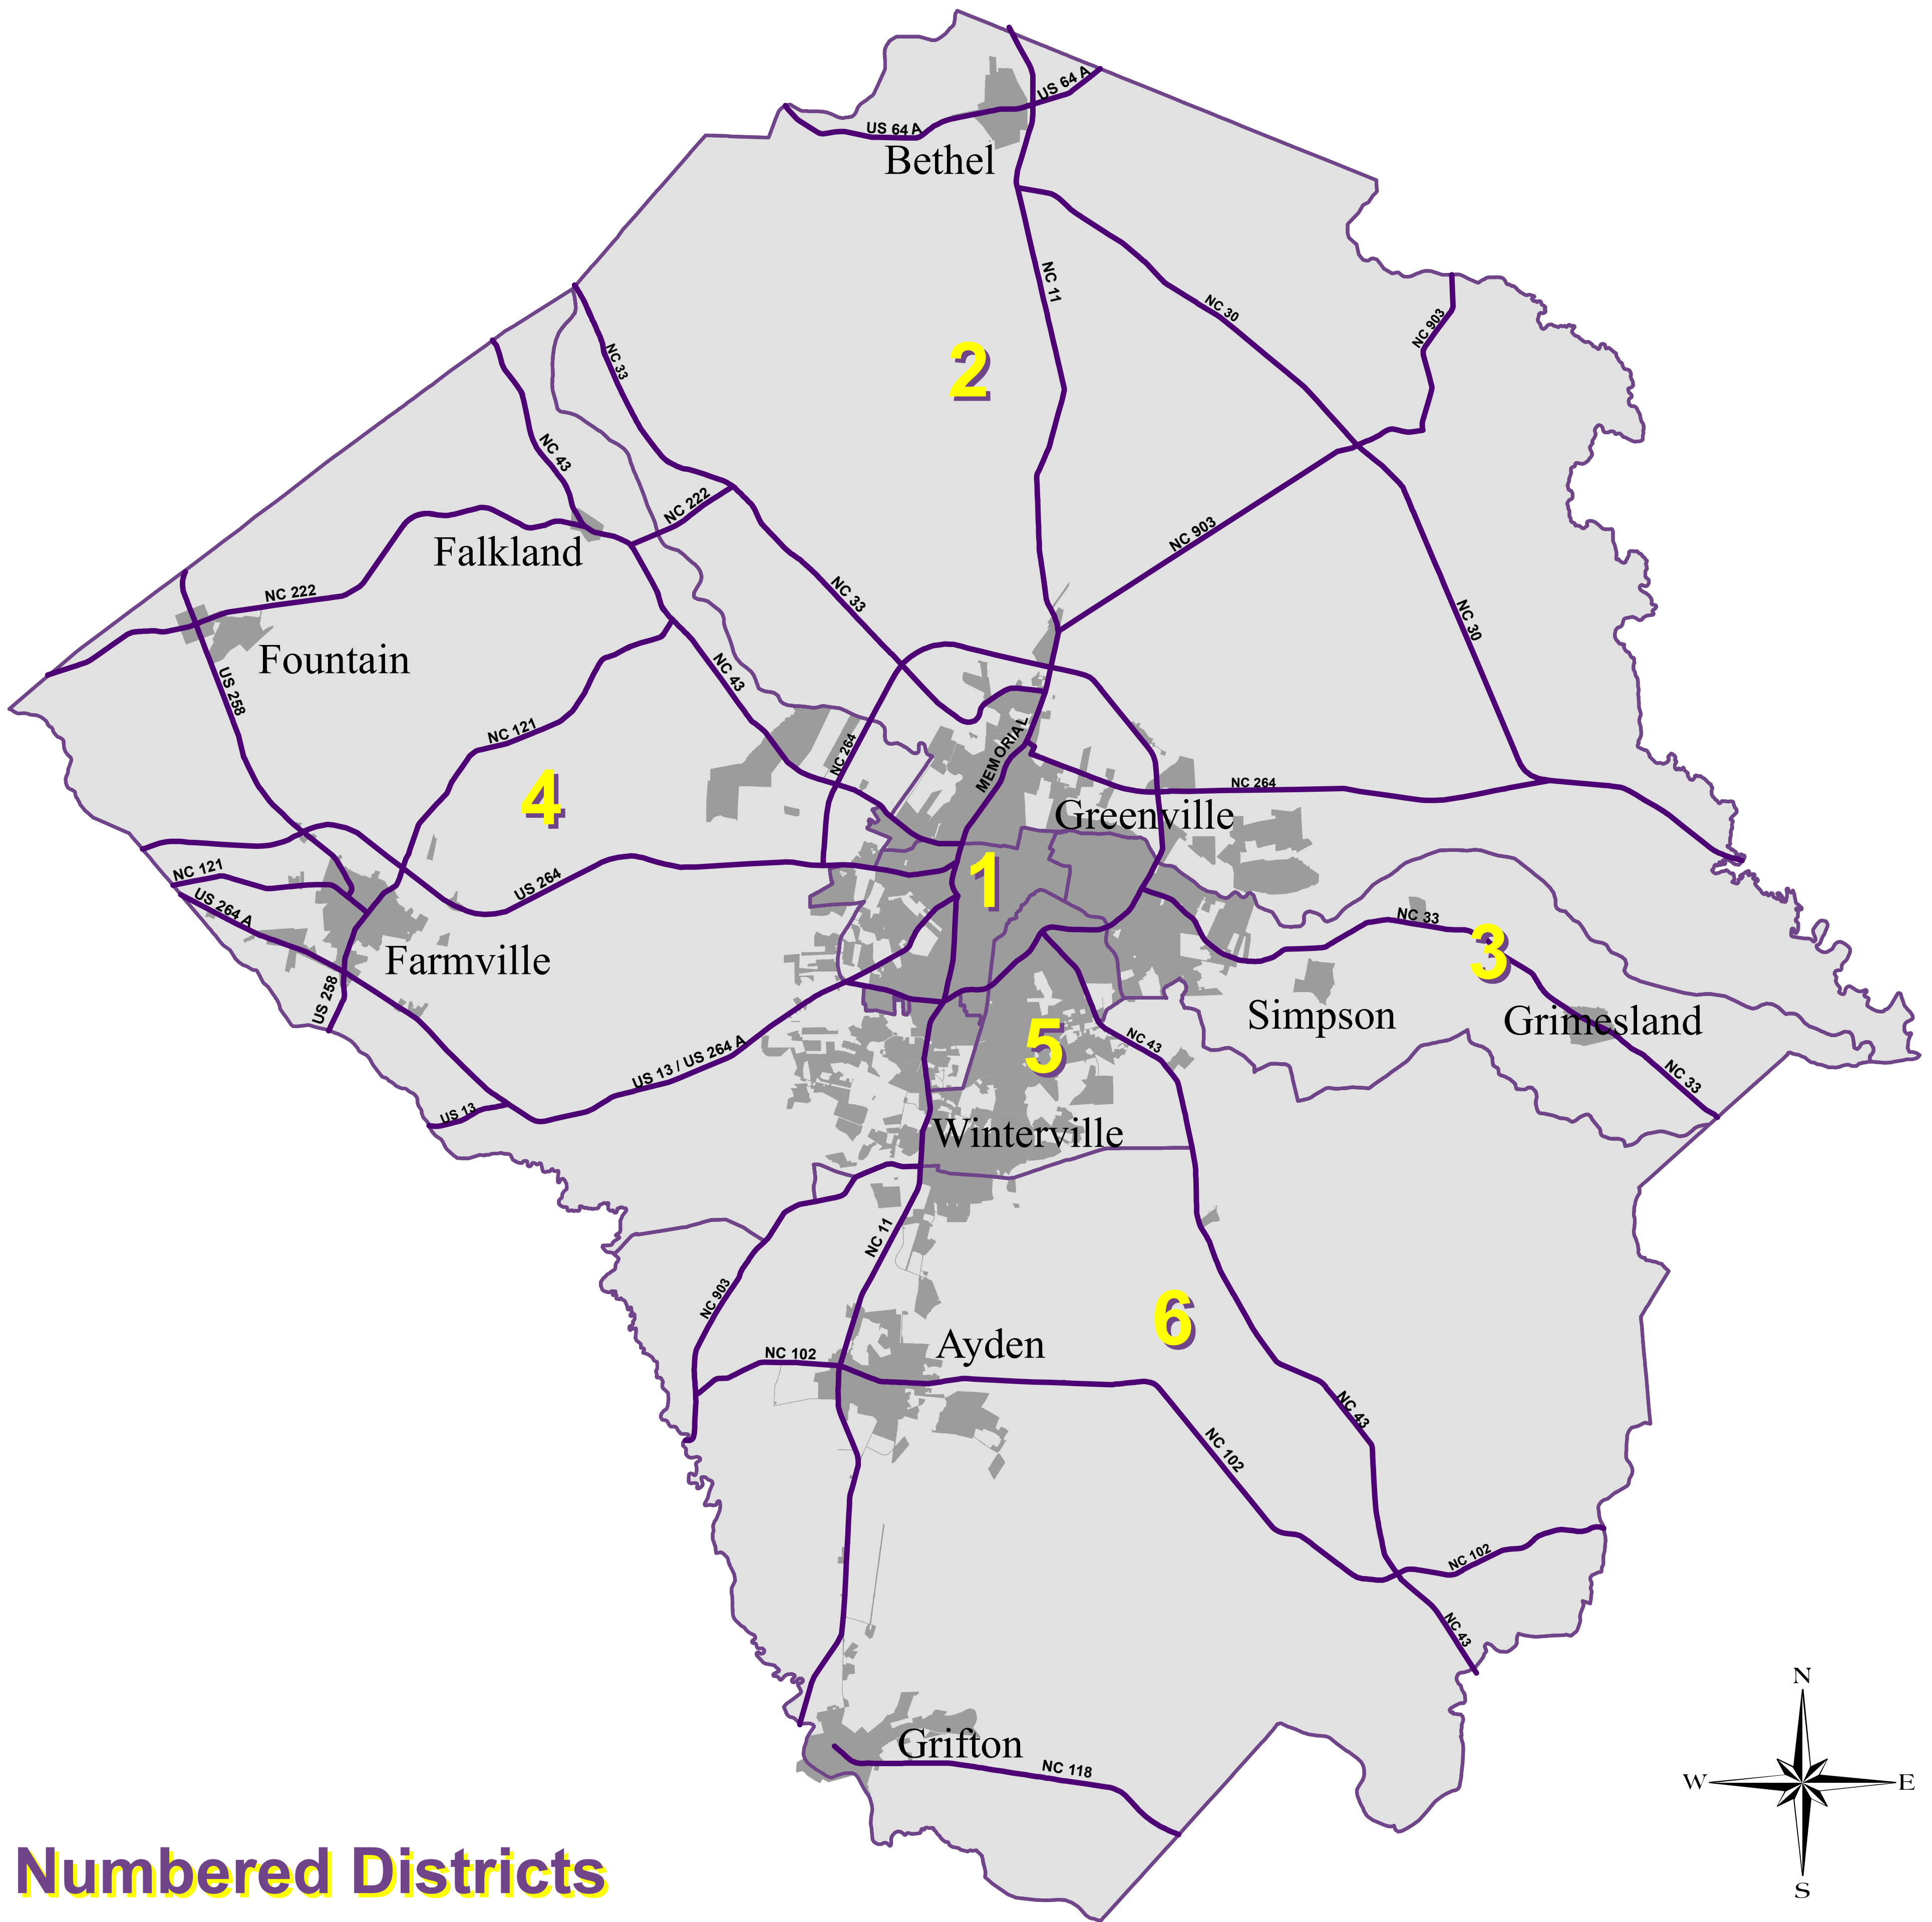 US 64 A
US 64 A
Bethel
NC 11
NC 30
NC 903
NC 33
2
NC 43
NC 222
Falkland
NC 903
NC 222
NC 33
NC 30
Fountain
US 258
NC 43
NC 121
NC 264
MEMORIAL
4
NC 264
Greenville
NC 121
US 264
1
US 264 A
NC 33
3
Farmville
US 258
Simpson
Grimesland
5
NC 43
US 13 / US 264 A
NC 33
US 13
Winterville
NC 11
NC 903
6
Ayden
NC 102
NC 43
NC 102
NC 102
NC 43
N
Grifton
NC 118
W
E
S
Numbered Districts